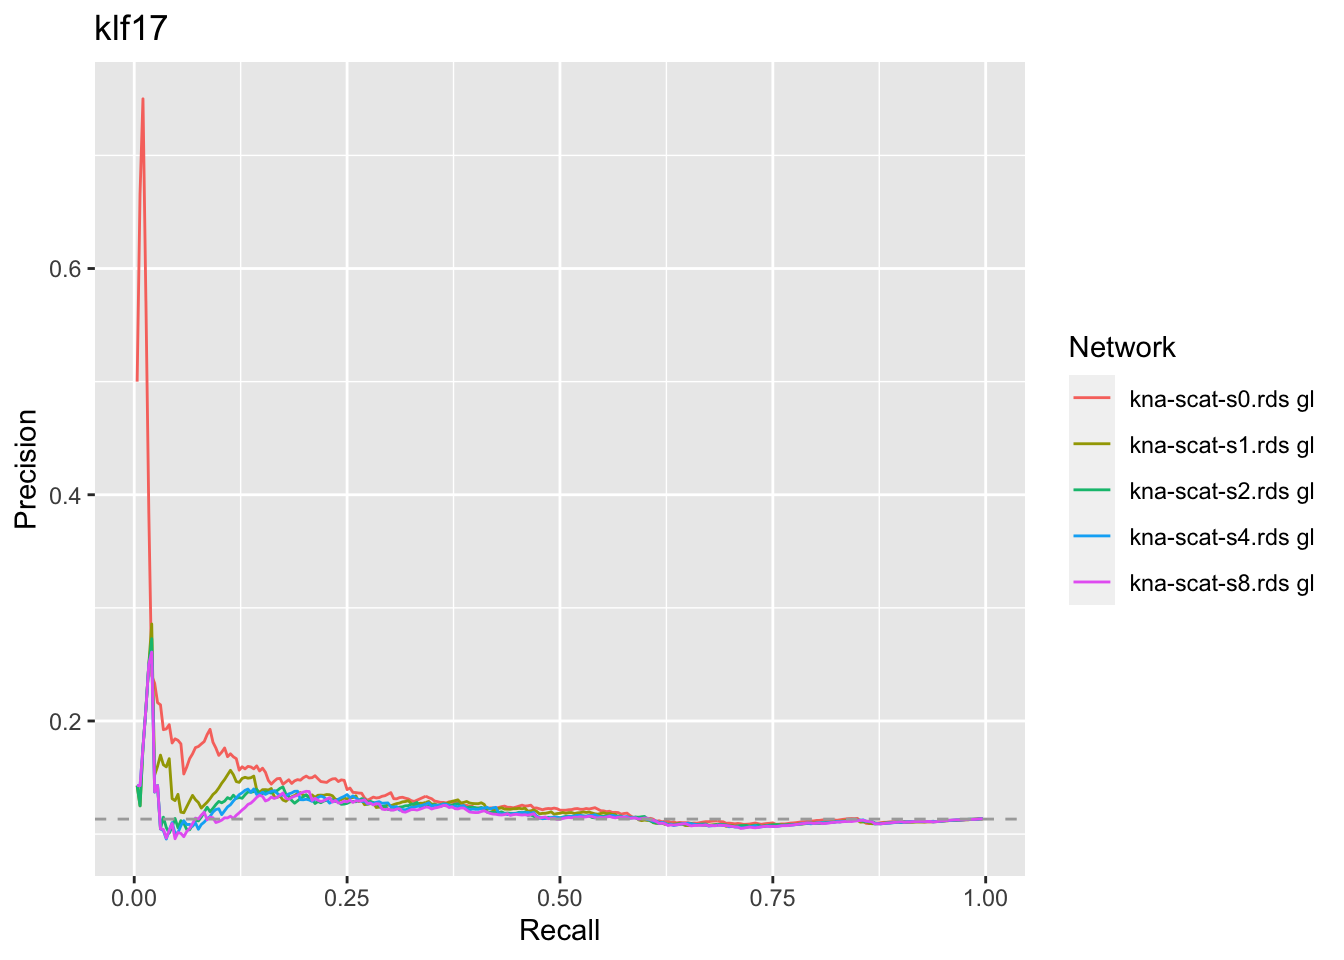 klf17
0.6
0.4
0.2
Precision
0.00 0.25 0.50 0.75 1.00
Recall
Network
kna-scat-s0.rds gl
kna-scat-s1.rds gl
kna-scat-s2.rds gl
kna-scat-s4.rds gl
kna-scat-s8.rds gl